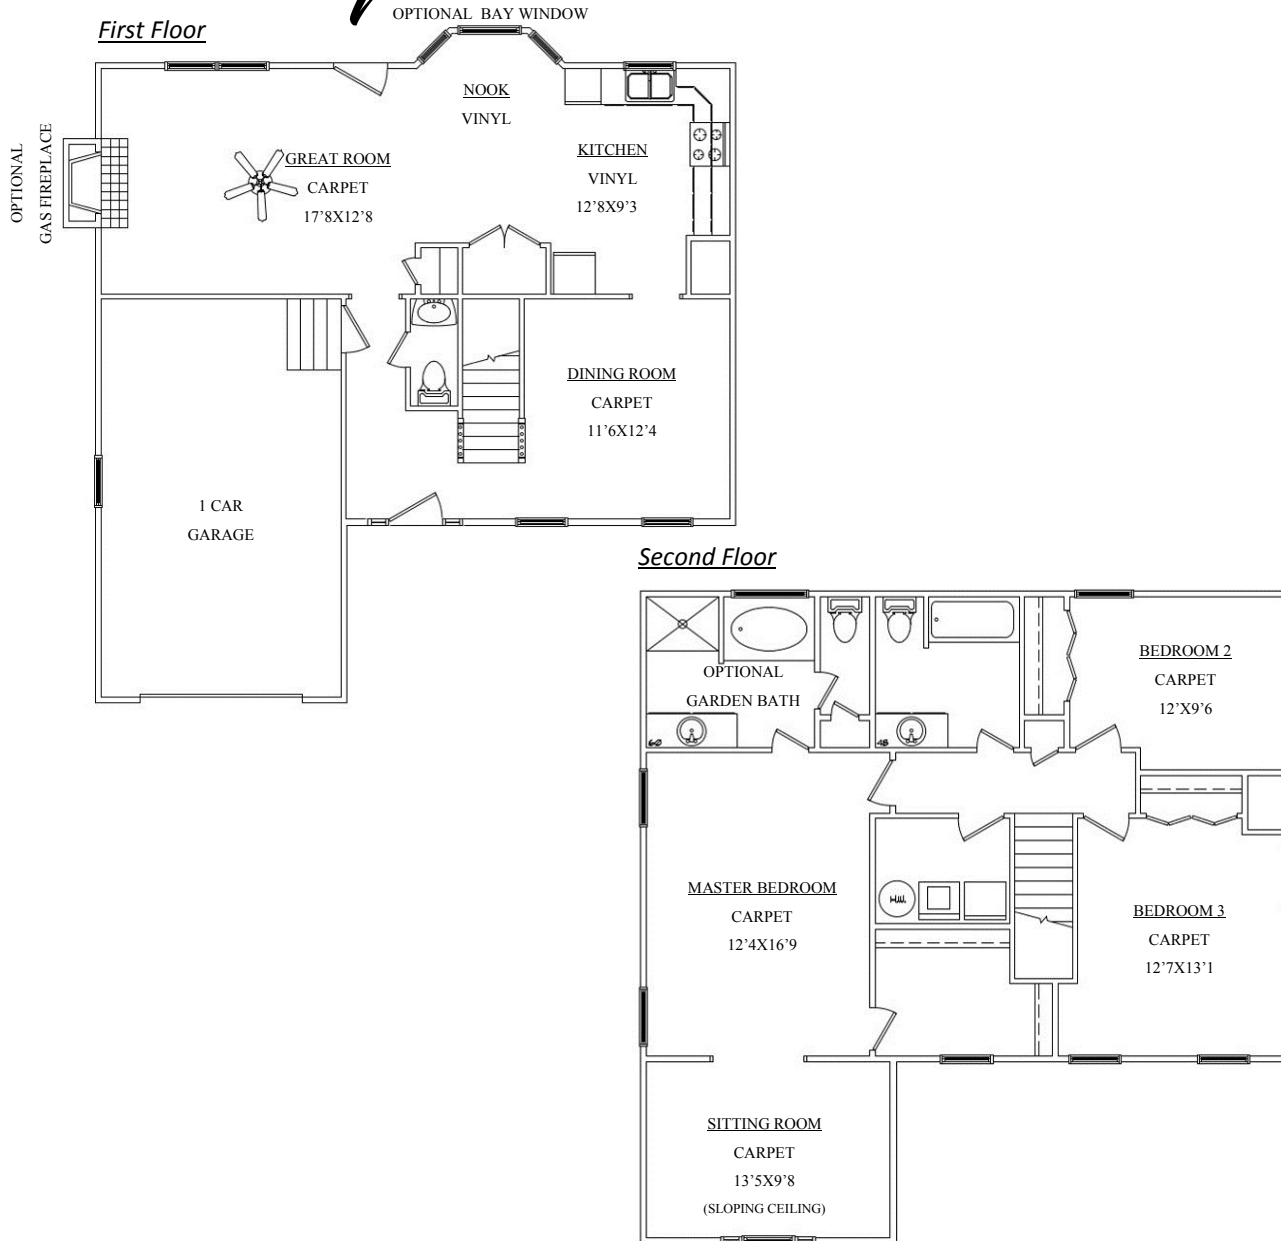 OPTIONAL BAY WINDOW
First Floor
NOOK
VINYL
OPTIONAL
GAS FIREPLACE
GREAT ROOM
CARPET
17’8X12’8
KITCHEN
VINYL
12’8X9’3
DINING ROOM
CARPET
11’6X12’4
1 CAR
GARAGE
Second Floor
OPTIONAL
GARDEN BATH
60
48
BEDROOM 2
CARPET
12’X9’6
MASTER BEDROOM
CARPET
12’4X16’9
H.W.
BEDROOM 3
CARPET
12’7X13’1
SITTING ROOM
CARPET
13’5X9’8
(SLOPING CEILING)